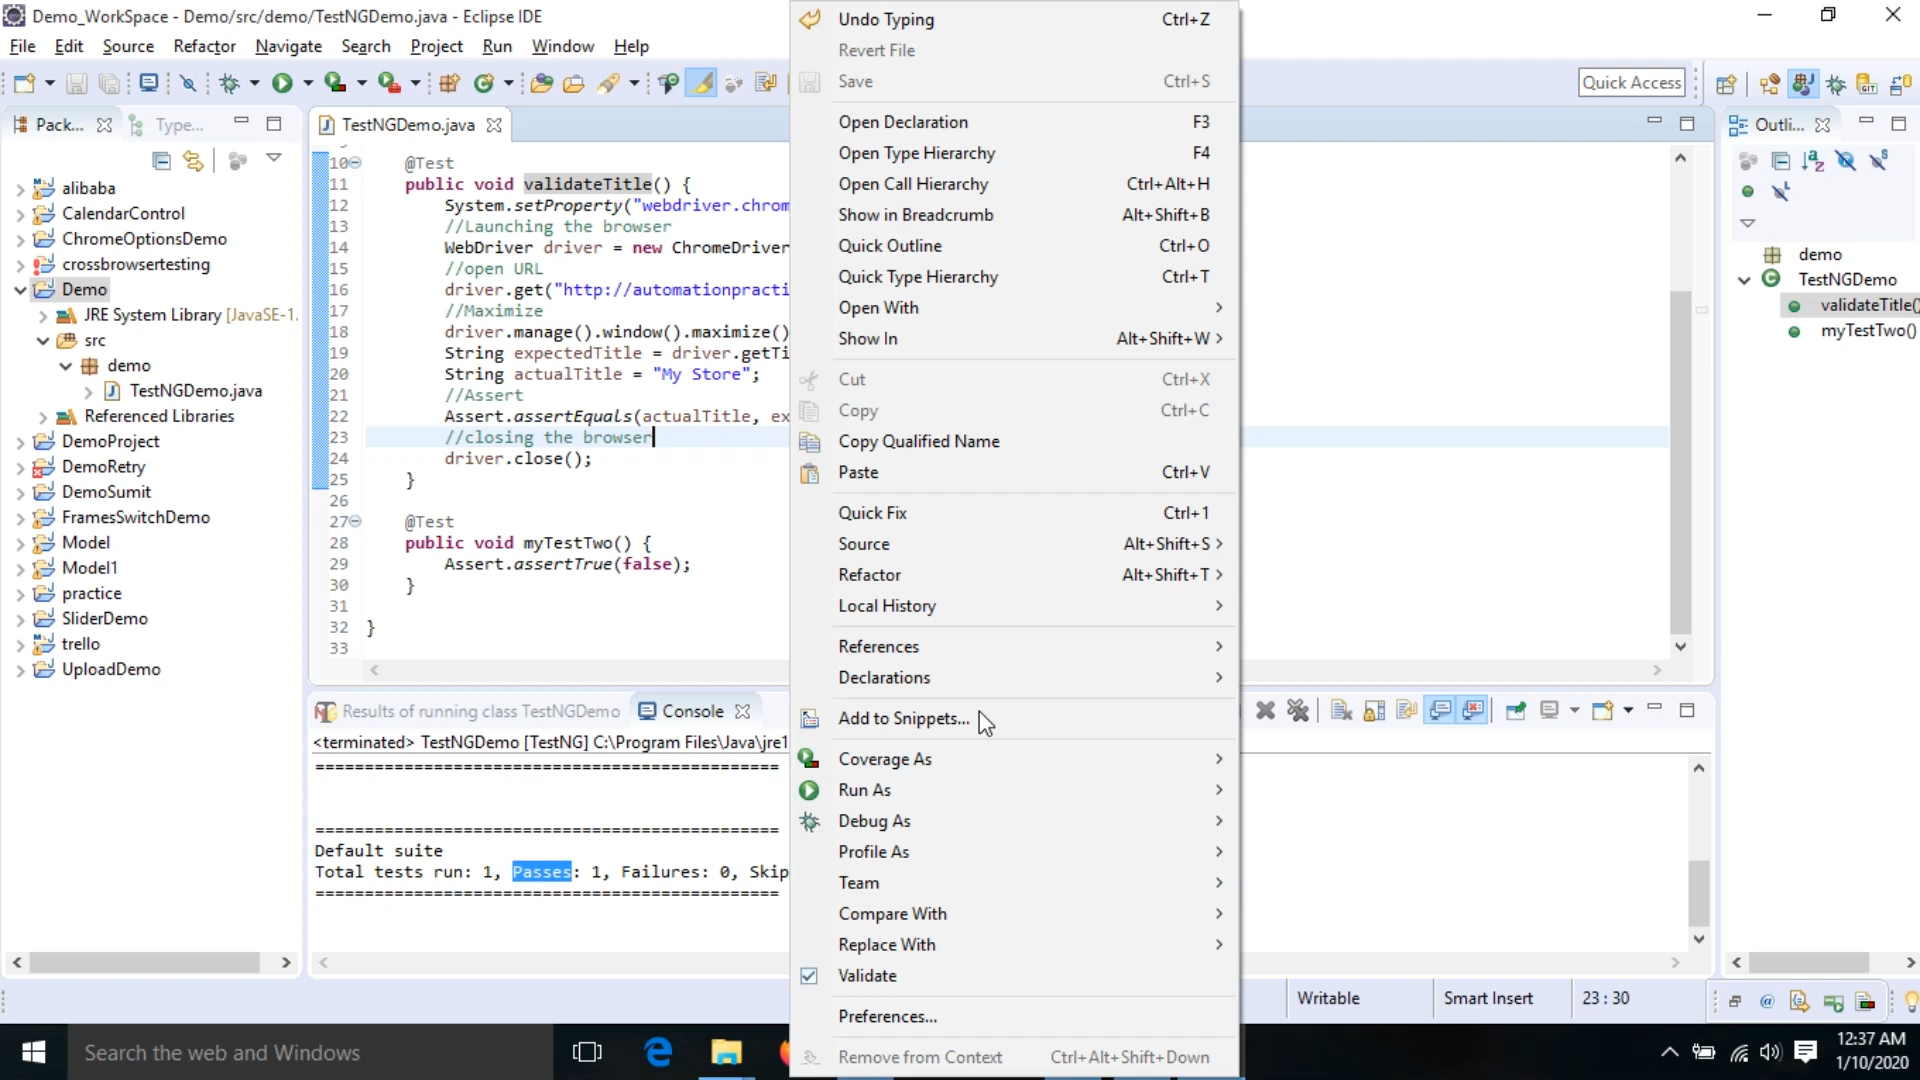 Demo_WorkSpace - Demo/src/demo/TestNGDemo.java - Eclipse IDE
File Edit Source Refactor Navigate Search Project Run Window Help
Quick Access
Pack...
Type...
alibaba
CalendarControl
ChromeOptionsDemo
crossbrowsertesting
Demo
JRE System Library [JavaSE-1.
src
demo
TestNGDemo.java
Referenced Libraries
DemoProject
DemoRetry
DemoSumit
FramesSwitchDemo
Model
Model1
practice
SliderDemo
trello
UploadDemo
TestNGDemo.java
10 @Test
11 public void validateTitle() {
12 System.setProperty("webdriver.chrom
13 //Launching the browser
14 WebDriver driver = new ChromeDriver
15 //open URL
16 driver.get("http://automationpracti
17 //Maximize
18 driver.manage().window().maximize()
19 String expectedTitle = driver.getTi
20 String actualTitle = "My Store";
21 //Assert
22 Assert.assertEquals(actualTitle, ex
23 //closing the browser
24 driver.close();
25 }
26
27 @Test
28 public void myTestTwo() {
29 Assert.assertTrue(false);
30 }
31
32 }
33
Results of running class TestNGDemo
Console
<terminated> TestNGDemo [TestNG] C:\Program Files\Java\jre1
===============================================
===============================================
Default suite
Total tests run: 1, Passes: 1, Failures: 0, Skip
===============================================
Undo Typing Ctrl+Z
Revert File
Save Ctrl+S
Open Declaration F3
Open Type Hierarchy F4
Open Call Hierarchy Ctrl+Alt+H
Show in Breadcrumb Alt+Shift+B
Quick Outline Ctrl+O
Quick Type Hierarchy Ctrl+T
Open With
Show In Alt+Shift+W
Cut Ctrl+X
Copy Ctrl+C
Copy Qualified Name
Paste Ctrl+V
Quick Fix Ctrl+1
Source Alt+Shift+S
Refactor Alt+Shift+T
Local History
References
Declarations
Add to Snippets...
Coverage As
Run As
Debug As
Profile As
Team
Compare With
Replace With
Validate
Preferences...
Remove from Context Ctrl+Alt+Shift+Down
Outli...
demo
TestNGDemo
validateTitle()
myTestTwo()
Writable
Smart Insert
23 : 30
Search the web and Windows
12:37 AM
1/10/2020